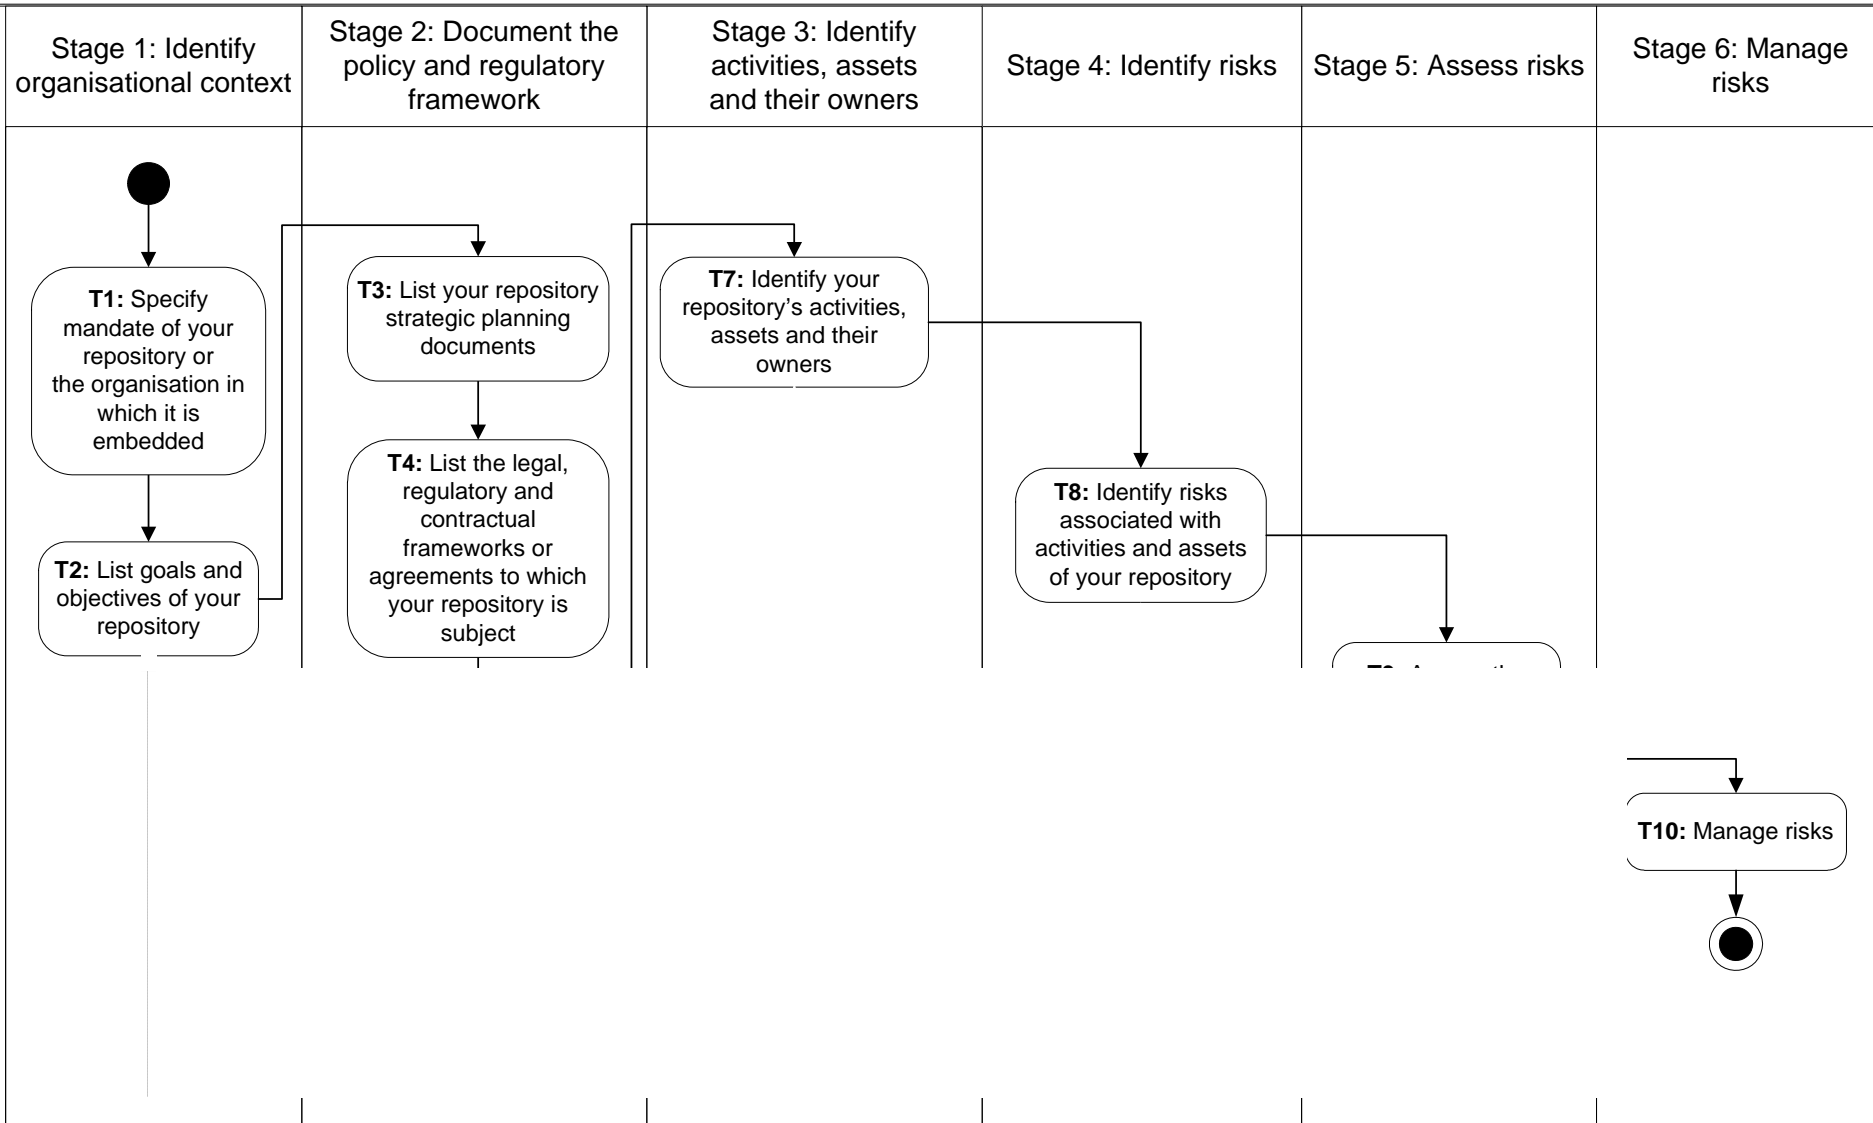 Stage 1: Identify
organisational context
Stage 2: Document the
policy and regulatory
framework
Stage 3: Identify
activities, assets
and their owners
Stage 4: Identify risks
Stage 5: Assess risks
Stage 6: Manage
risks
T1: Specify
mandate of your
repository or
the organisation in
which it is
embedded
T2: List goals and
objectives of your
repository
T3: List your repository
strategic planning
documents
T4: List the legal,
regulatory and
contractual
frameworks or
agreements to which
your repository is
subject
T7: Identify your
repository’s activities,
assets and their
owners
T8: Identify risks
associated with
activities and assets
of your repository
T10: Manage risks